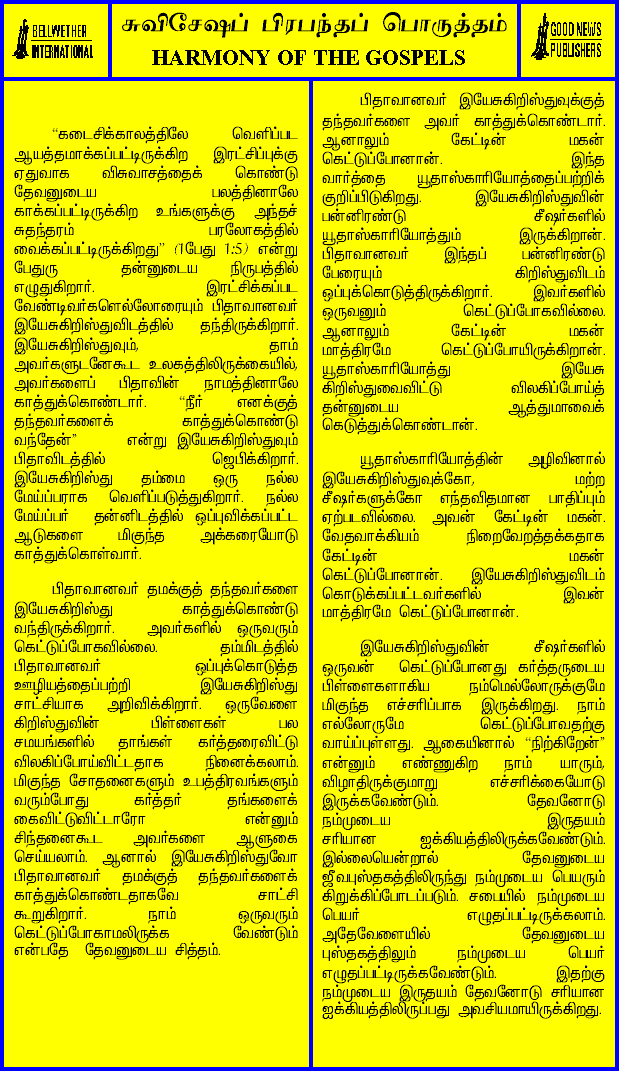 BELLWETHER
INTERNATIONAL
சுவிசேஷப் பிரபந்தப் பொருத்தம்
HARMONY OF THE GOSPELS
GOOD NEWS
PUBLISHERS
“கடைசிக்காலத்திலே வெளிப்பட
ஆயத்தமாக்கப்பட்டிருக்கிற இரட்சிப்புக்கு
ஏதுவாக விசுவாசத்தைக் கொண்டு
தேவனுடைய பலத்தினாலே
காக்கப்பட்டிருக்கிற உங்களுக்கு அந்தச்
சுதந்தரம் பரலோகத்தில்
வைக்கப்பட்டிருக்கிறது” (1பேது 1:5) என்று
பேதுரு தன்னுடைய நிருபத்தில்
எழுதுகிறார். இரட்சிக்கப்பட
வேண்டிவர்களெல்லோரையும் பிதாவானவர்
இயேசுகிறிஸ்துவிடத்தில் தந்திருக்கிறார்.
இயேசுகிறிஸ்துவும், தாம்
அவர்களுடனேகூட உலகத்திலிருக்கையில்,
அவர்களைப் பிதாவின் நாமத்தினாலே
காத்துக்கொண்டார். “நீர் எனக்குத்
தந்தவர்களைக் காத்துக்கொண்டு
வந்தேன்” என்று இயேசுகிறிஸ்துவும்
பிதாவிடத்தில் ஜெபிக்கிறார்.
இயேசுகிறிஸ்து தம்மை ஒரு நல்ல
மேய்ப்பராக வெளிப்படுத்துகிறார். நல்ல
மேய்ப்பர் தன்னிடத்தில் ஒப்புவிக்கப்பட்ட
ஆடுகளை மிகுந்த அக்கரையோடு
காத்துக்கொள்வார்.
பிதாவானவர் தமக்குத் தந்தவர்களை
இயேசுகிறிஸ்து காத்துக்கொண்டு
வந்திருக்கிறார். அவர்களில் ஒருவரும்
கெட்டுப்போகவில்லை. தம்மிடத்தில்
பிதாவானவர் ஒப்புக்கொடுத்த
ஊழியத்தைப்பற்றி இயேசுகிறிஸ்து
சாட்சியாக அறிவிக்கிறார். ஒருவேளை
கிறிஸ்துவின் பிள்ளைகள் பல
சமயங்களில் தாங்கள் கர்த்தரைவிட்டு
விலகிப்போய்விட்டதாக நினைக்கலாம்.
மிகுந்த சோதனைகளும் உபத்திரவங்களும்
வரும்போது கர்த்தர் தங்களைக்
கைவிட்டுவிட்டாரோ என்னும்
சிந்தனைகூட அவர்களை ஆளுகை
செய்யலாம். ஆனால் இயேசுகிறிஸ்துவோ
பிதாவானவர் தமக்குத் தந்தவர்களைக்
காத்துக்கொண்டதாகவே சாட்சி
கூறுகிறார். நாம் ஒருவரும்
கெட்டுப்போகாமலிருக்க வேண்டும்
என்பதே தேவனுடைய சித்தம்.
பிதாவானவர் இயேசுகிறிஸ்துவுக்குத்
தந்தவர்களை அவர் காத்துக்கொண்டார்.
ஆனாலும் கேட்டின் மகன்
கெட்டுப்போனான். இந்த
வார்த்தை யூதாஸ்காரியோத்தைப்பற்றிக்
குறிப்பிடுகிறது. இயேசுகிறிஸ்துவின்
பன்னிரண்டு சீஷர்களில்
யூதாஸ்காரியோத்தும் இருக்கிறான்.
பிதாவானவர் இந்தப் பன்னிரண்டு
பேரையும் கிறிஸ்துவிடம்
ஒப்புக்கொடுத்திருக்கிறார். இவர்களில்
ஒருவனும் கெட்டுப்போகவில்லை.
ஆனாலும் கேட்டின் மகன்
மாத்திரமே கெட்டுப்போயிருக்கிறான்.
யூதாஸ்காரியோத்து இயேசு
கிறிஸ்துவைவிட்டு விலகிப்போய்த்
தன்னுடைய ஆத்துமாவைக்
கெடுத்துக்கொண்டான்.
யூதாஸ்காரியோத்தின் அழிவினால்
இயேசுகிறிஸ்துவுக்கோ, மற்ற
சீஷர்களுக்கோ எந்தவிதமான பாதிப்பும்
ஏற்படவில்லை. அவன் கேட்டின் மகன்.
வேதவாக்கியம் நிறைவேறத்தக்கதாக
கேட்டின் மகன்
கெட்டுப்போனான். இயேசுகிறிஸ்துவிடம்
கொடுக்கப்பட்டவர்களில் இவன்
மாத்திரமே கெட்டுப்போனான்.
இயேசுகிறிஸ்துவின் சீஷர்களில்
ஒருவன் கெட்டுப்போனது கர்த்தருடைய
பிள்ளைகளாகிய நம்மெல்லோருக்குமே
மிகுந்த எச்சரிப்பாக இருக்கிறது. நாம்
எல்லோருமே கெட்டுப்போவதற்கு
வாய்ப்புள்ளது. ஆகையினால் “நிற்கிறேன்”
என்னும் எண்ணுகிற நாம் யாரும்,
விழாதிருக்குமாறு எச்சரிக்கையோடு
இருக்கவேண்டும். தேவனோடு
நம்முடைய இருதயம்
சரியான ஐக்கியத்திலிருக்கவேண்டும்.
இல்லையென்றால் தேவனுடைய
ஜீவபுஸ்தகத்திலிருந்து நம்முடைய பெயரும்
கிறுக்கிப்போடப்படும். சபையில் நம்முடைய
பெயர் எழுதப்பட்டிருக்கலாம்.
அதேவேளையில் தேவனுடைய
புஸ்தகத்திலும் நம்முடைய பெயர்
எழுதப்பட்டிருக்கவேண்டும். இதற்கு
நம்முடைய இருதயம் தேவனோடு சரியான
ஐக்கியத்திலிருப்பது அவசியமாயிருக்கிறது.